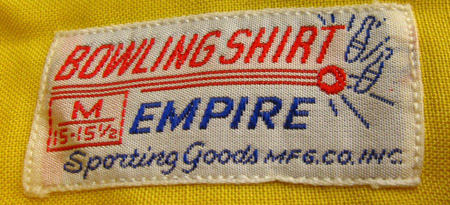 BOWLING SHIRT
M
15-15½
EMPIRE
Sporting Goods MFG.CO.INC.